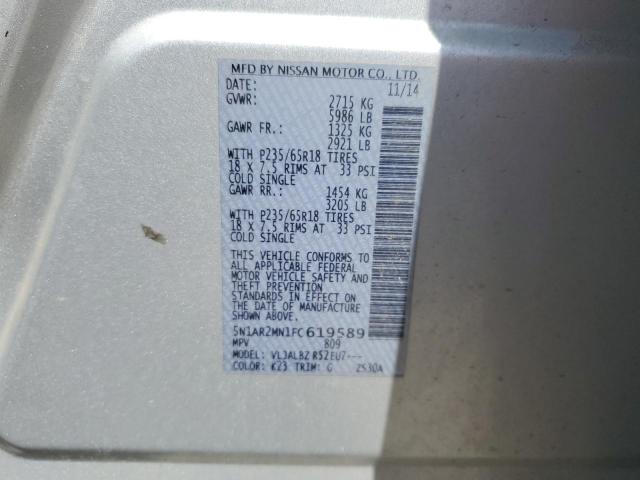 MFD BY NISSAN MOTOR CO., LTD.
DATE: 11/14
GVWR: 2715 KG
5986 LB
GAWR FR.: 1325 KG
2921 LB
WITH P235/65R18 TIRES
18 X 7.5 RIMS AT 33 PSI
COLD SINGLE
GAWR RR.: 1454 KG
3205 LB
WITH P235/65R18 TIRES
18 X 7.5 RIMS AT 33 PSI
COLD SINGLE
THIS VEHICLE CONFORMS TO
ALL APPLICABLE FEDERAL
MOTOR VEHICLE SAFETY AND
THEFT PREVENTION
STANDARDS IN EFFECT ON
THE DATE OF MANUFACTURE
SHOWN ABOVE.
5N1AR2MN1FC619589
MPV 809
MODEL: VLJALBZ R52EU7---
COLOR: K23 TRIM: G Z530A